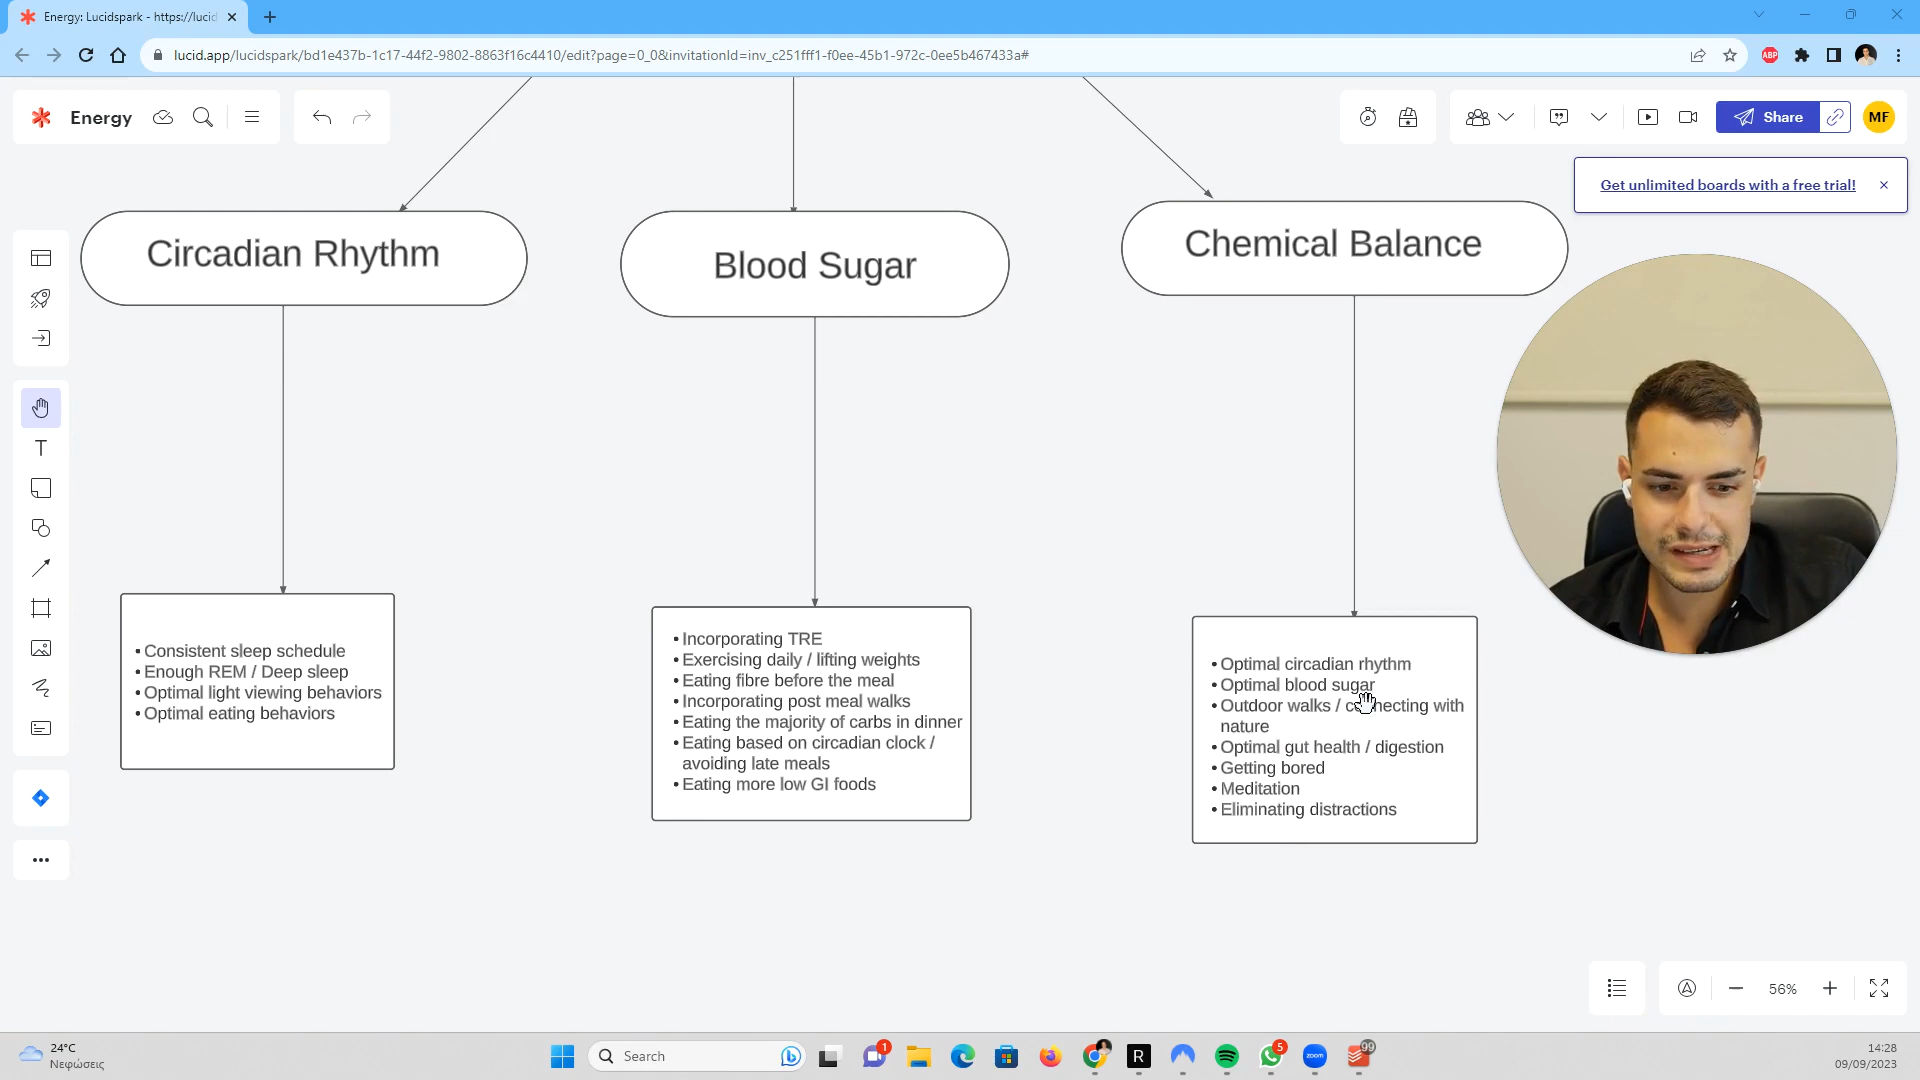 Energy: Lucidspark - https://lucid
lucid.app/lucidspark/bd1e437b-1c17-44f2-9802-8863f16c4410/edit?page=0_0&invitationId=inv_c251fff1-f0ee-45b1-972c-0ee5b467433a#
ABP
Energy
Share
MF
Get unlimited boards with a free trial!
Circadian Rhythm
Blood Sugar
Chemical Balance
T
• Consistent sleep schedule
• Enough REM / Deep sleep
• Optimal light viewing behaviors
• Optimal eating behaviors
• Incorporating TRE
• Exercising daily / lifting weights
• Eating fibre before the meal
• Incorporating post meal walks
• Eating the majority of carbs in dinner
• Eating based on circadian clock /
avoiding late meals
• Eating more low GI foods
• Optimal circadian rhythm
• Optimal blood sugar
• Outdoor walks / connecting with
nature
• Optimal gut health / digestion
• Getting bored
• Meditation
• Eliminating distractions
56%
24°C
Νεφώσεις
Search
1
R
5
zoom
99
14:28
09/09/2023